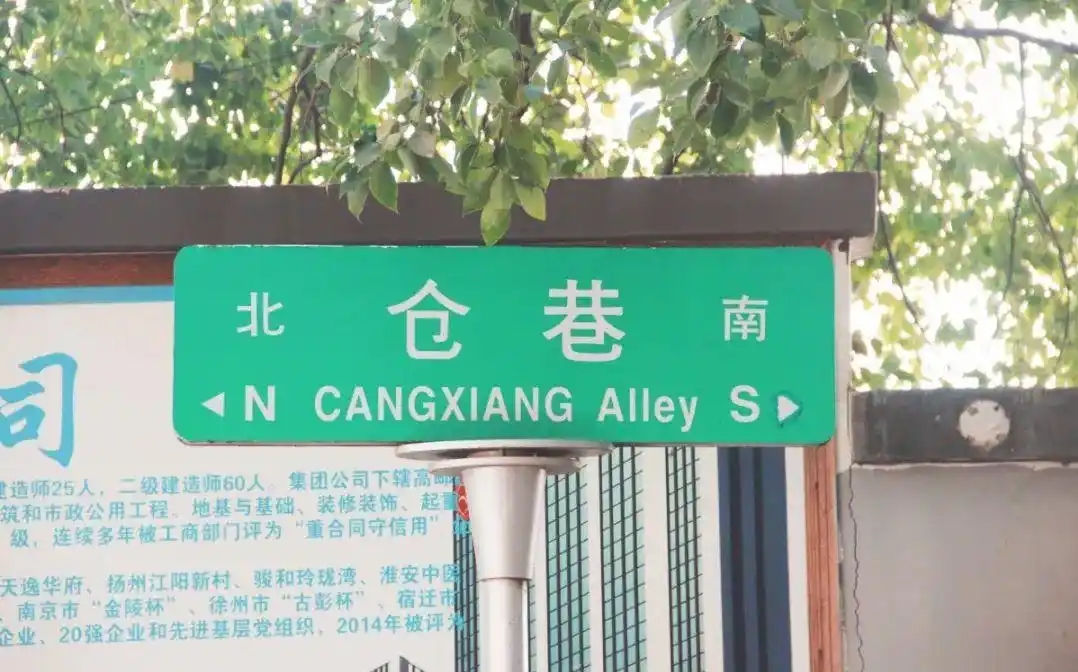 北 仓巷 南
N CANGXIANG Alley S
司
建造师25人，二级建造师60人。集团公司下辖高邮
筑和市政公用工程、地基与基础、装修装饰、起重
级，连续多年被工商部门评为“重合同守信用”
天逸华府、扬州江阳新村、骏和玲珑湾、淮安中医
、南京市“金陵杯”、徐州市“古彭杯”、宿迁市
企业、20强企业和先进基层党组织，2014年被评为